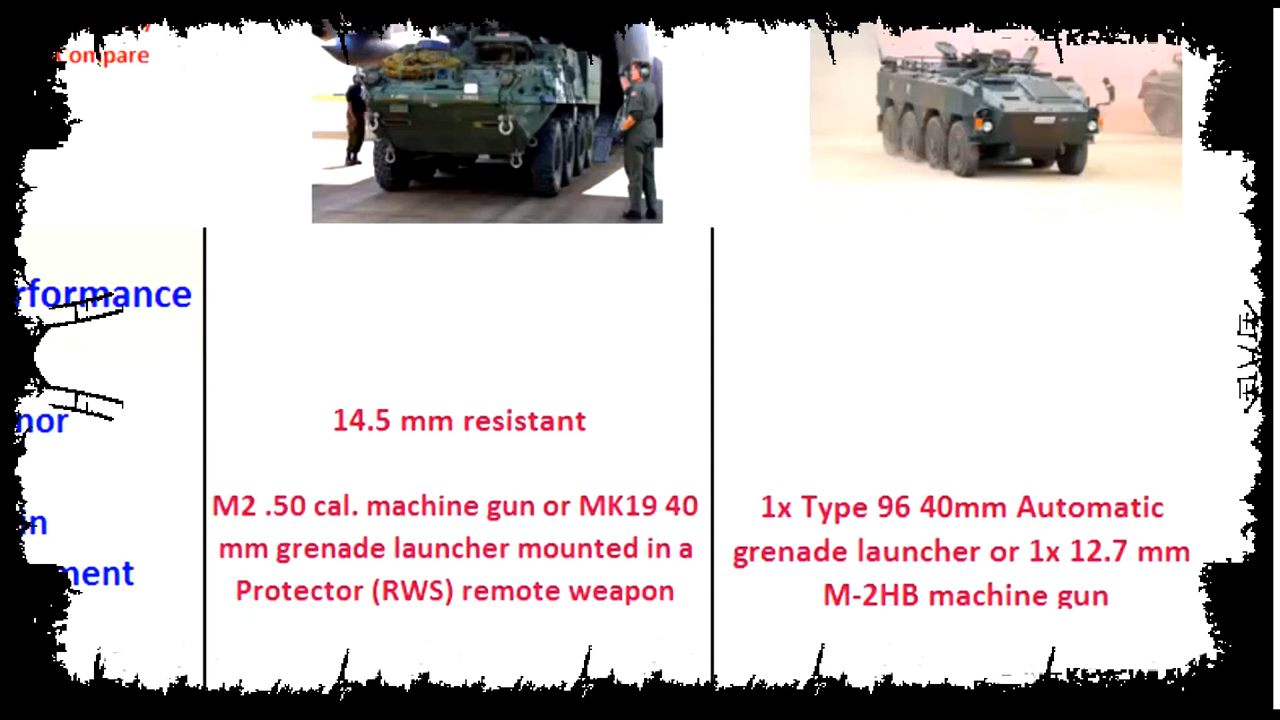 Compare
rformance
mor
14.5 mm resistant
M2 .50 cal. machine gun or MK19 40
mm grenade launcher mounted in a
Protector (RWS) remote weapon
1x Type 96 40mm Automatic
grenade launcher or 1x 12.7 mm
M-2HB machine gun
in
ment